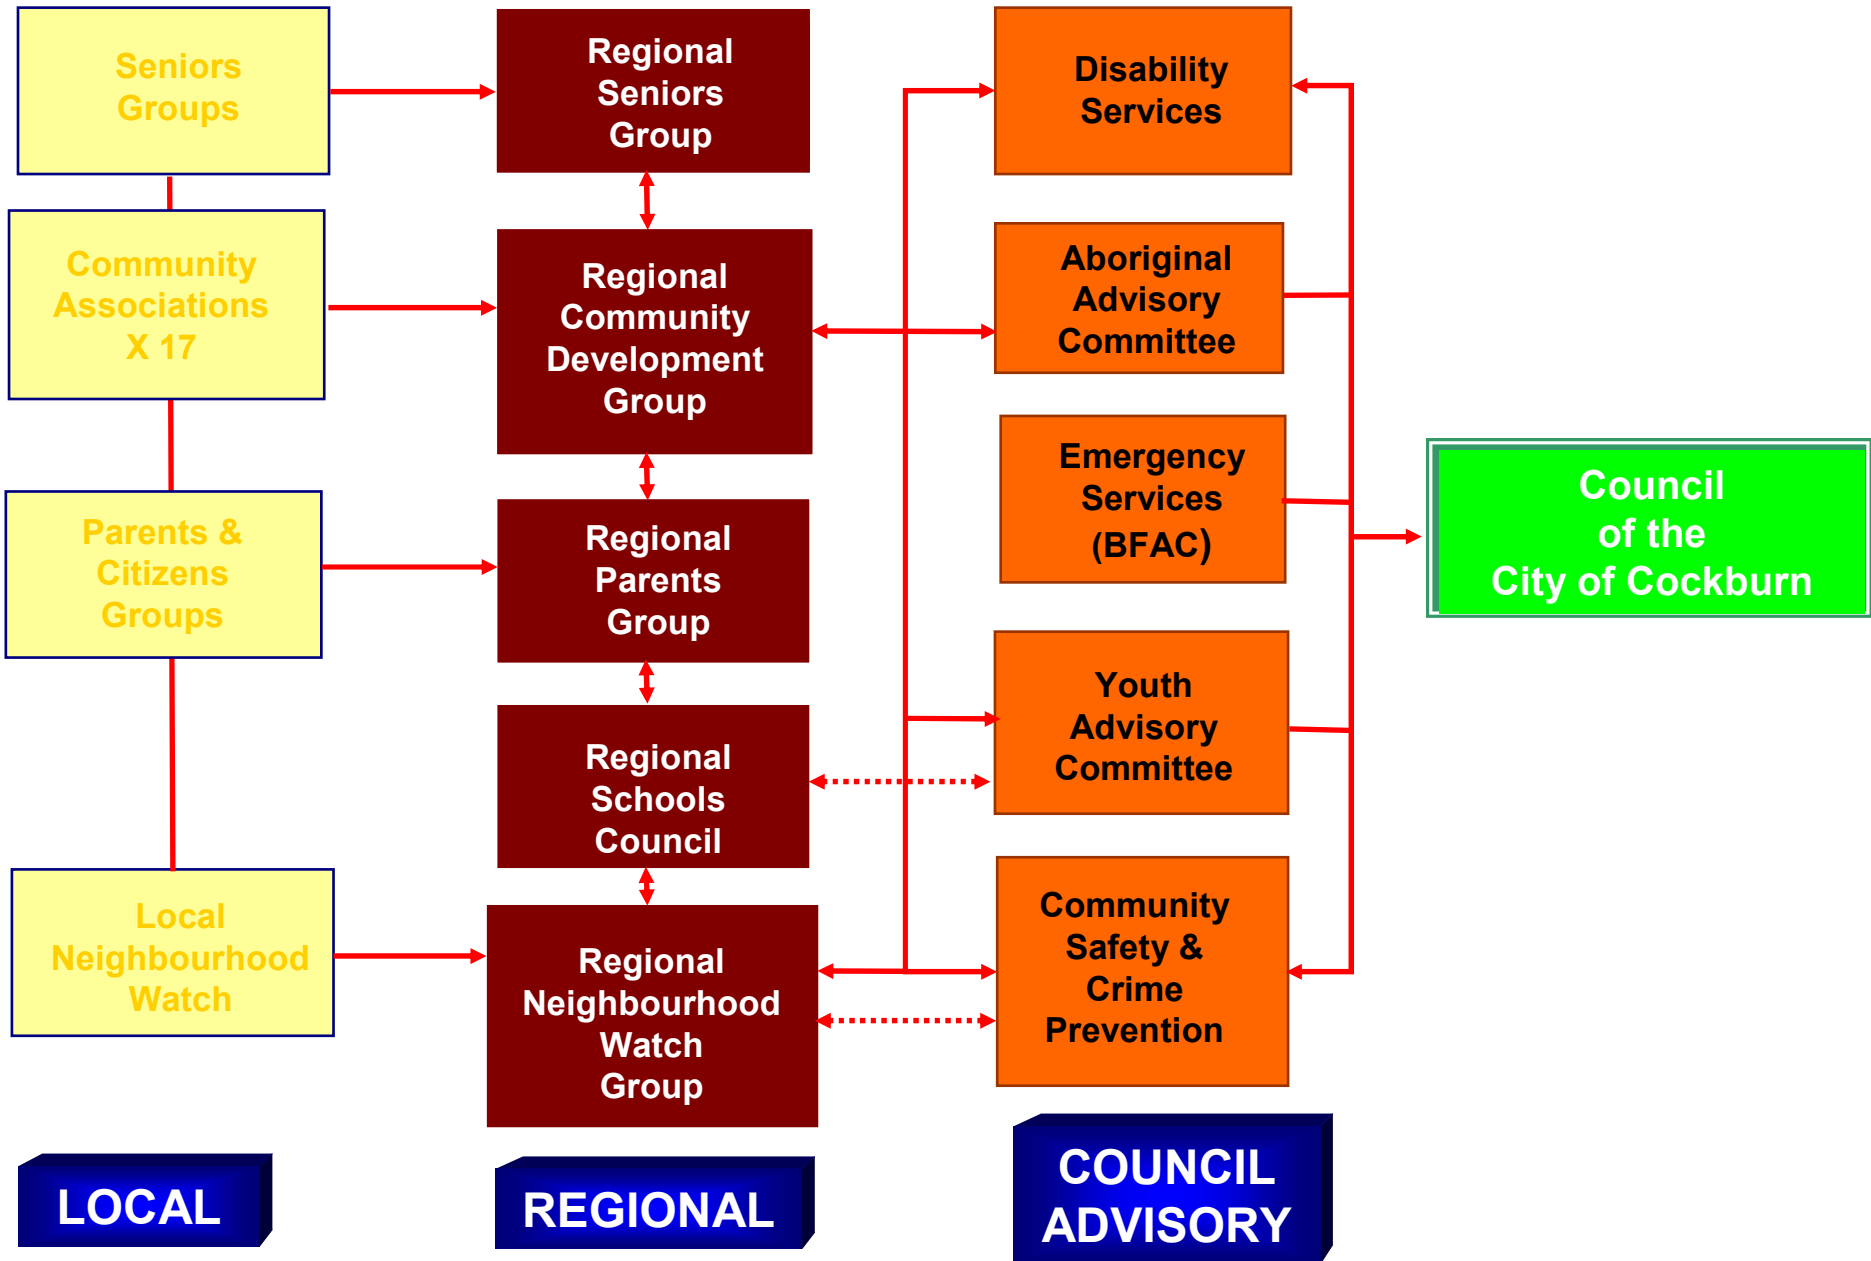 Seniors
Groups
Community
Associations
X 17
Parents &
Citizens
Groups
Local
Neighbourhood
Watch
LOCAL
Regional
Seniors
Group
Regional
Community
Development
Group
Regional
Parents
Group
Regional
Schools
Council
Regional
Neighbourhood
Watch
Group
REGIONAL
Disability
Services
Aboriginal
Advisory
Committee
Emergency
Services
(BFAC)
Youth
Advisory
Committee
Community
Safety &
Crime
Prevention
COUNCIL
ADVISORY
Council
of the
City of Cockburn